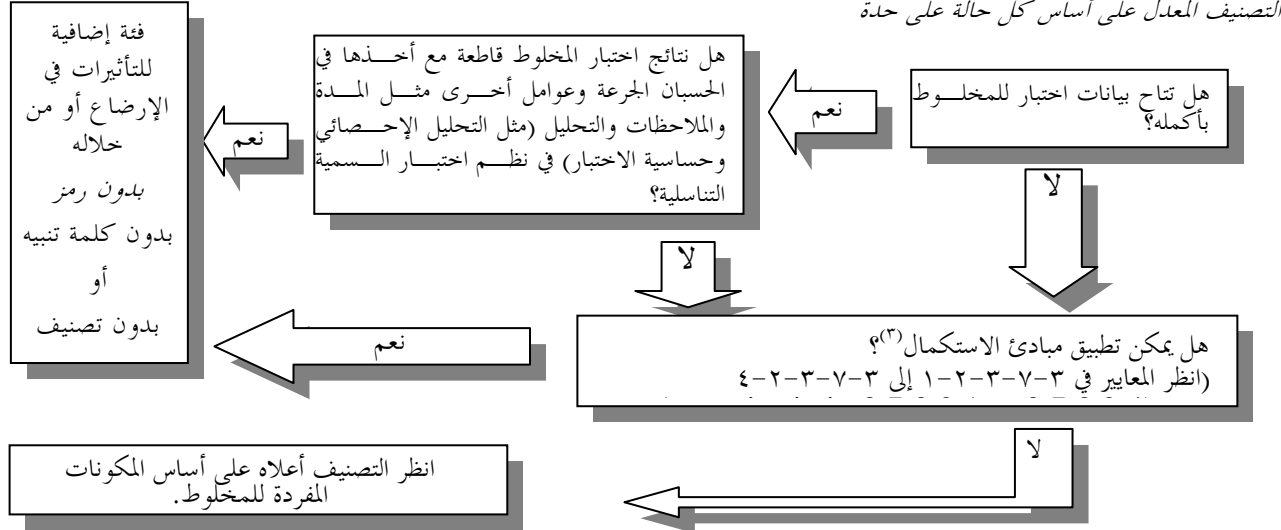 التصنيف المعدل على أساس كل حالة على حدة
هل تتاح بيانات اختبار للمخلوط
بأكمله؟
نعم
هل نتائج اختبار المخلوط قاطعة مع أخذها في
الحسبان الجرعة وعوامل أخرى مثل المدة
والملاحظات والتحليل (مثل التحليل الإحصائي
وحساسية الاختبار) في نظم اختبار السمية
التناسلية؟
نعم
فئة إضافية
للتأثيرات في
الإرضاع أو من
خلاله
بدون رمز
بدون كلمة تنبيه
أو
بدون تصنيف
لا
لا
هل يمكن تطبيق مبادئ الاستكمال(٣)؟
(انظر المعايير في ٣-٧-٣-٢-١ إلى ٣-٧-٣-٢-٤
نعم
لا
انظر التصنيف أعلاه على أساس المكونات
المفردة للمخلوط.